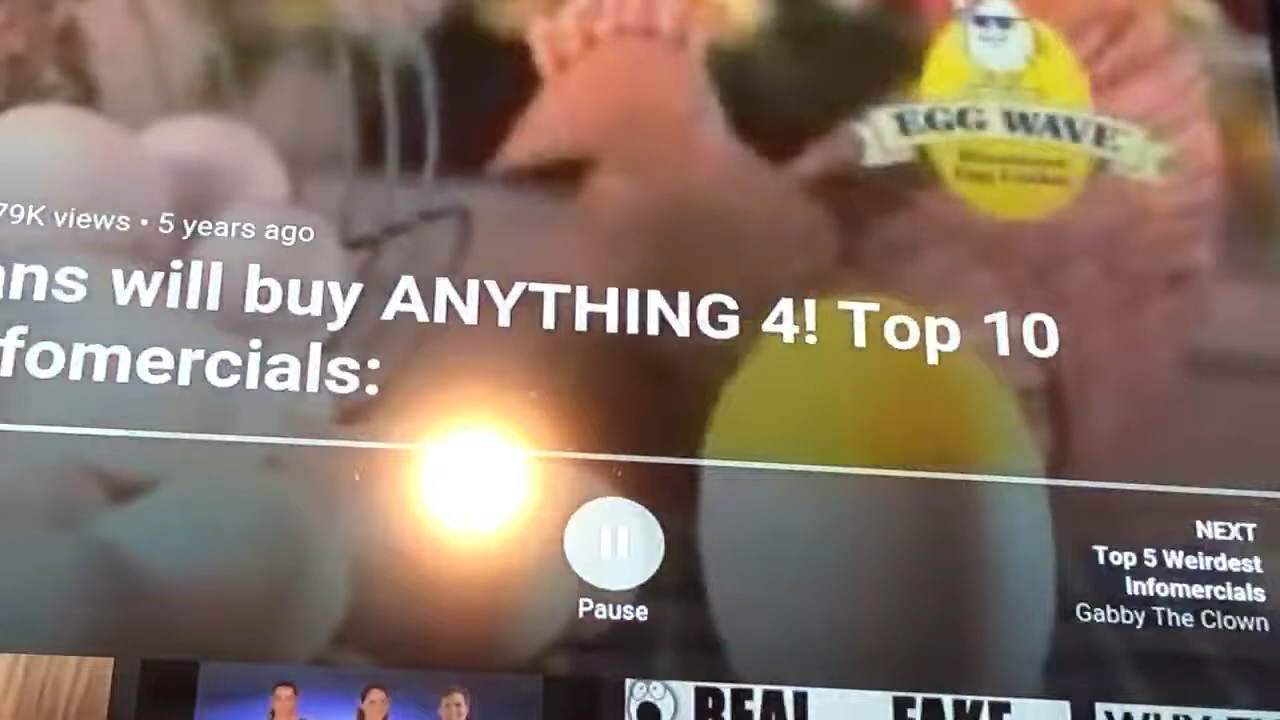 EGG WAVE
79K views • 5 years ago
ans will buy ANYTHING 4! Top 10
fomercials:
NEXT
Top 5 Weirdest
Infomercials
Gabby The Clown
Pause
REAL FAKE